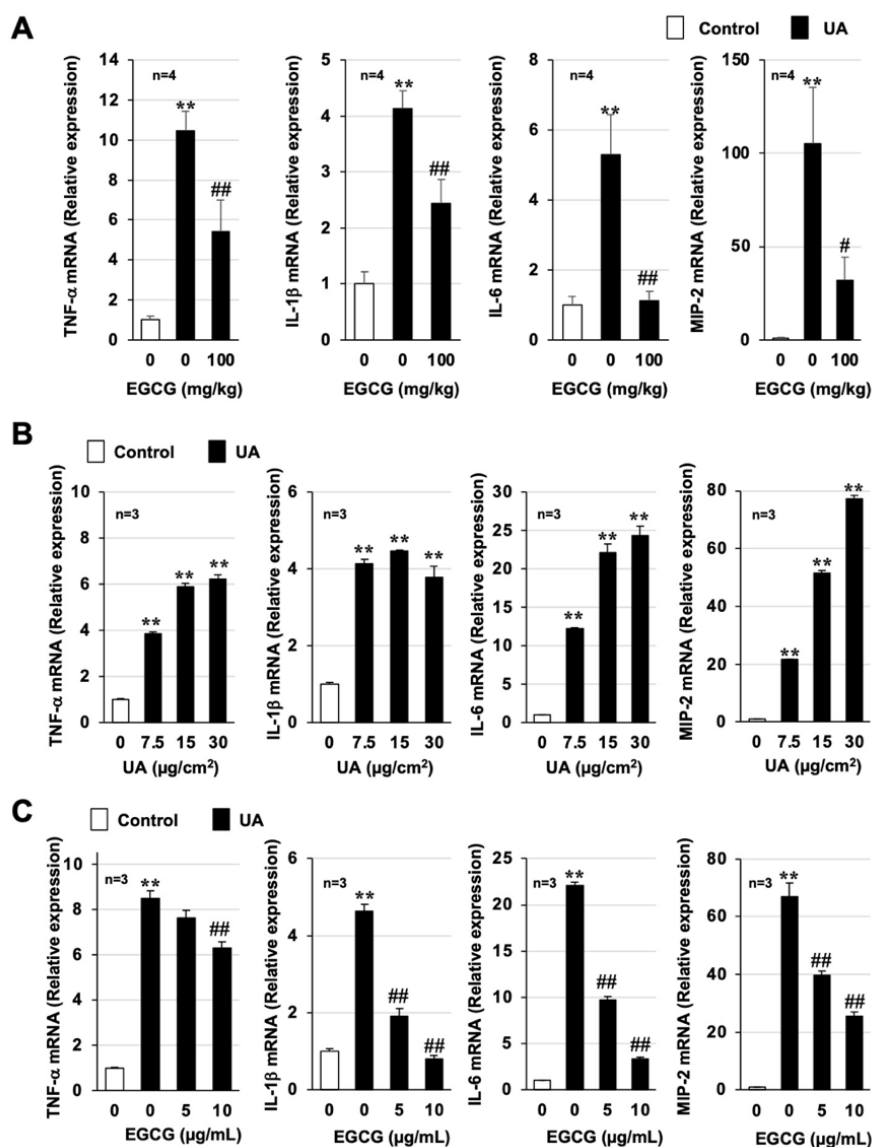 A
Control UA
TNF-α mRNA (Relative expression)
14
12
10
8
6
4
2
0
n=4
**
##
0 0 100
EGCG (mg/kg)
IL-1β mRNA (Relative expression)
5
4
3
2
1
0
n=4
**
##
0 0 100
EGCG (mg/kg)
IL-6 mRNA (Relative expression)
8
6
4
2
0
n=4
**
##
0 0 100
EGCG (mg/kg)
MIP-2 mRNA (Relative expression)
150
100
50
0
n=4
**
#
0 0 100
EGCG (mg/kg)
B
Control UA
TNF-α mRNA (Relative expression)
10
8
6
4
2
0
n=3
**
**
**
0 7.5 15 30
UA (µg/cm²)
IL-1β mRNA (Relative expression)
6
4
2
0
n=3
**
**
**
0 7.5 15 30
UA (µg/cm²)
IL-6 mRNA (Relative expression)
30
25
20
15
10
5
0
n=3
**
**
**
0 7.5 15 30
UA (µg/cm²)
MIP-2 mRNA (Relative expression)
80
60
40
20
0
n=3
**
**
**
0 7.5 15 30
UA (µg/cm²)
C
Control UA
TNF-α mRNA (Relative expression)
10
8
6
4
2
0
n=3
**
##
0 0 5 10
EGCG (µg/mL)
IL-1β mRNA (Relative expression)
6
4
2
0
n=3
**
##
##
0 0 5 10
EGCG (µg/mL)
IL-6 mRNA (Relative expression)
25
20
15
10
5
0
n=3
**
##
##
0 0 5 10
EGCG (µg/mL)
MIP-2 mRNA (Relative expression)
80
60
40
20
0
n=3
**
##
##
0 0 5 10
EGCG (µg/mL)